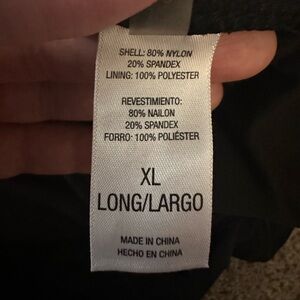 SHELL: 80% NYLON
20% SPANDEX
LINING: 100% POLYESTER
REVESTIMIENTO:
80% NAILON
20% SPANDEX
FORRO: 100% POLIÉSTER
XL
LONG/LARGO
MADE IN CHINA
HECHO EN CHINA